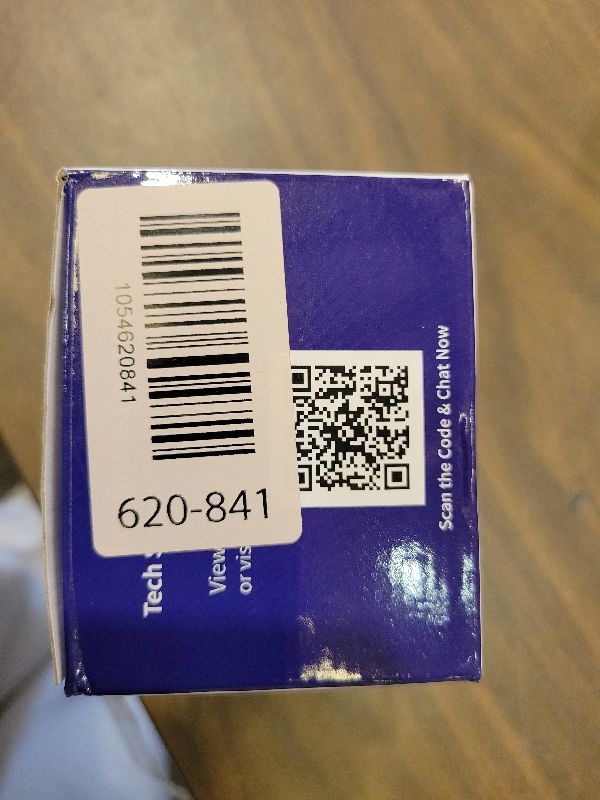 1054620841
620-841
Tech
View
or vis
Scan the Code & Chat Now